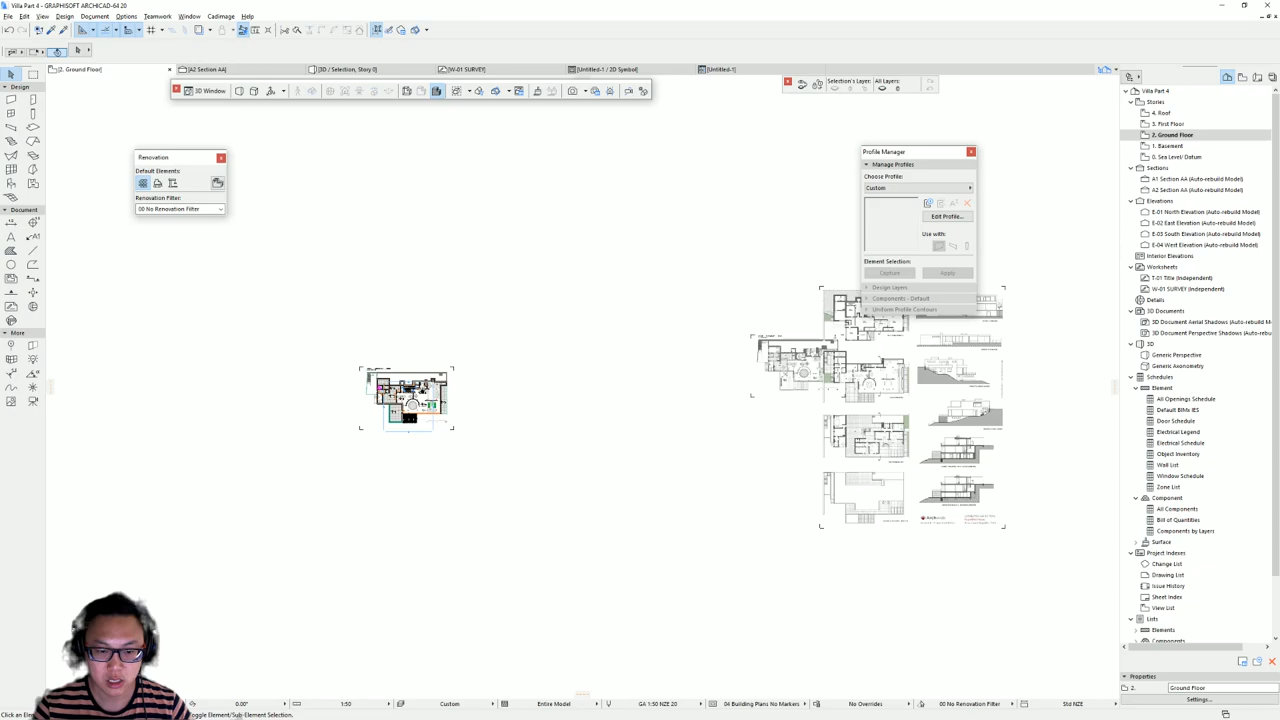 Villa Part 4 - GRAPHISOFT ARCHICAD-64 20
File Edit View Design Document Options Teamwork Window Cadimage Help
[2. Ground Floor]
[A2 Section AA]
[3D / Selection, Story 0]
[W-01 SURVEY]
[Untitled-1 / 2D Symbol]
[Untitled-1]
3D Window
Selection's Layer:
All Layers:
Design
Document
More
Renovation
Default Elements:
Renovation Filter:
00 No Renovation Filter
Profile Manager
Manage Profiles
Choose Profile:
Custom
Edit Profile...
Use with:
Element Selection:
Capture
Apply
Design Layers
Components - Default
Uniform Profile Contours
Villa Part 4
Stories
4. Roof
3. First Floor
2. Ground Floor
1. Basement
0. Sea Level/ Datum
Sections
A1 Section AA (Auto-rebuild Model)
A2 Section AA (Auto-rebuild Model)
Elevations
E-01 North Elevation (Auto-rebuild Model)
E-02 East Elevation (Auto-rebuild Model)
E-03 South Elevation (Auto-rebuild Model)
E-04 West Elevation (Auto-rebuild Model)
Interior Elevations
Worksheets
T-01 Title (Independent)
W-01 SURVEY (Independent)
Details
3D Documents
3D Document Aerial Shadows (Auto-rebuild Model)
3D Document Perspective Shadows (Auto-rebuild Model)
3D
Generic Perspective
Generic Axonometry
Schedules
Element
All Openings Schedule
Default BIMx IES
Door Schedule
Electrical Legend
Electrical Schedule
Object Inventory
Wall List
Window Schedule
Zone List
Component
All Components
Bill of Quantities
Components by Layers
Surface
Project Indexes
Change List
Drawing List
Issue History
Sheet Index
View List
Lists
Elements
Components
Properties
2.
Ground Floor
Settings...
0.00°
1:50
Custom
Entire Model
GA 1:50 NZE 20
04 Building Plans No Markers
No Overrides
00 No Renovation Filter
Std NZE
Click an Element
Toggle Element/Sub-Element Selection.